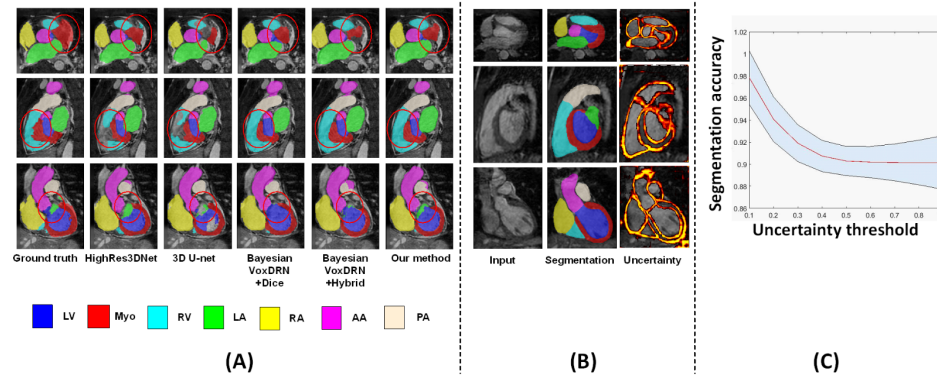 Ground truth HighRes3DNet 3D U-net Bayesian VoxDRN +Dice Bayesian VoxDRN +Hybrid Our method
LV Myo RV LA RA AA PA
(A)
Input Segmentation Uncertainty
(B)
Segmentation accuracy
1.02
1
0.98
0.96
0.94
0.92
0.9
0.88
0.86
0.1 0.2 0.3 0.4 0.5 0.6 0.7 0.8
Uncertainty threshold
(C)